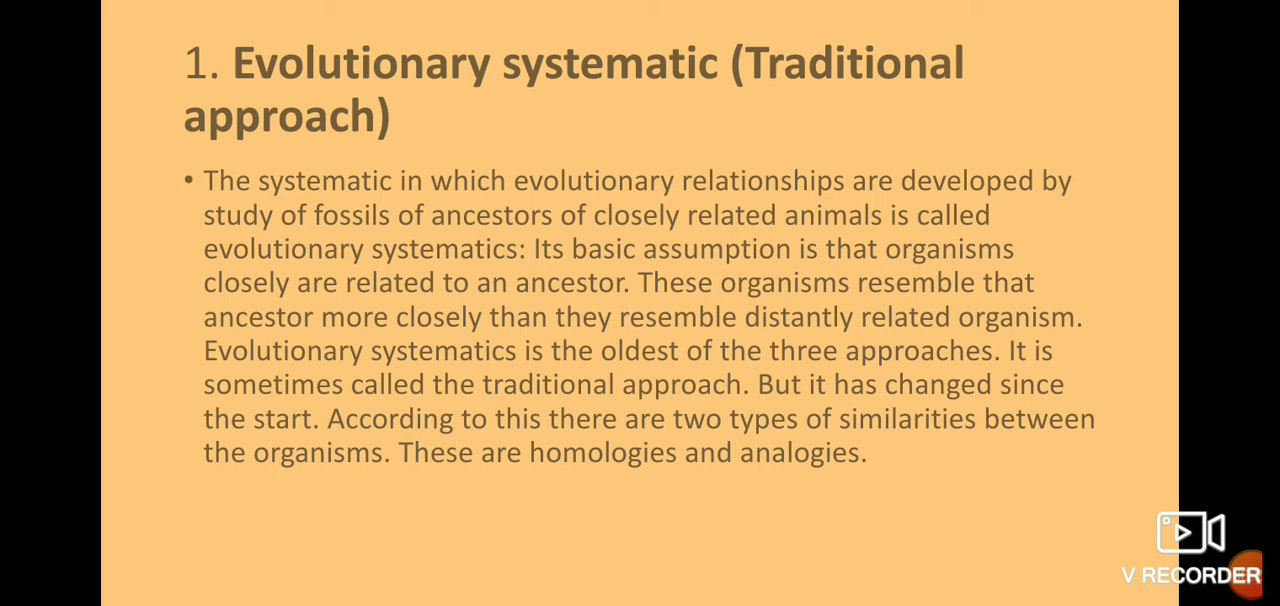 1. Evolutionary systematic (Traditional
approach)
• The systematic in which evolutionary relationships are developed by
study of fossils of ancestors of closely related animals is called
evolutionary systematics: Its basic assumption is that organisms
closely are related to an ancestor. These organisms resemble that
ancestor more closely than they resemble distantly related organism.
Evolutionary systematics is the oldest of the three approaches. It is
sometimes called the traditional approach. But it has changed since
the start. According to this there are two types of similarities between
the organisms. These are homologies and analogies.
V RECORDER